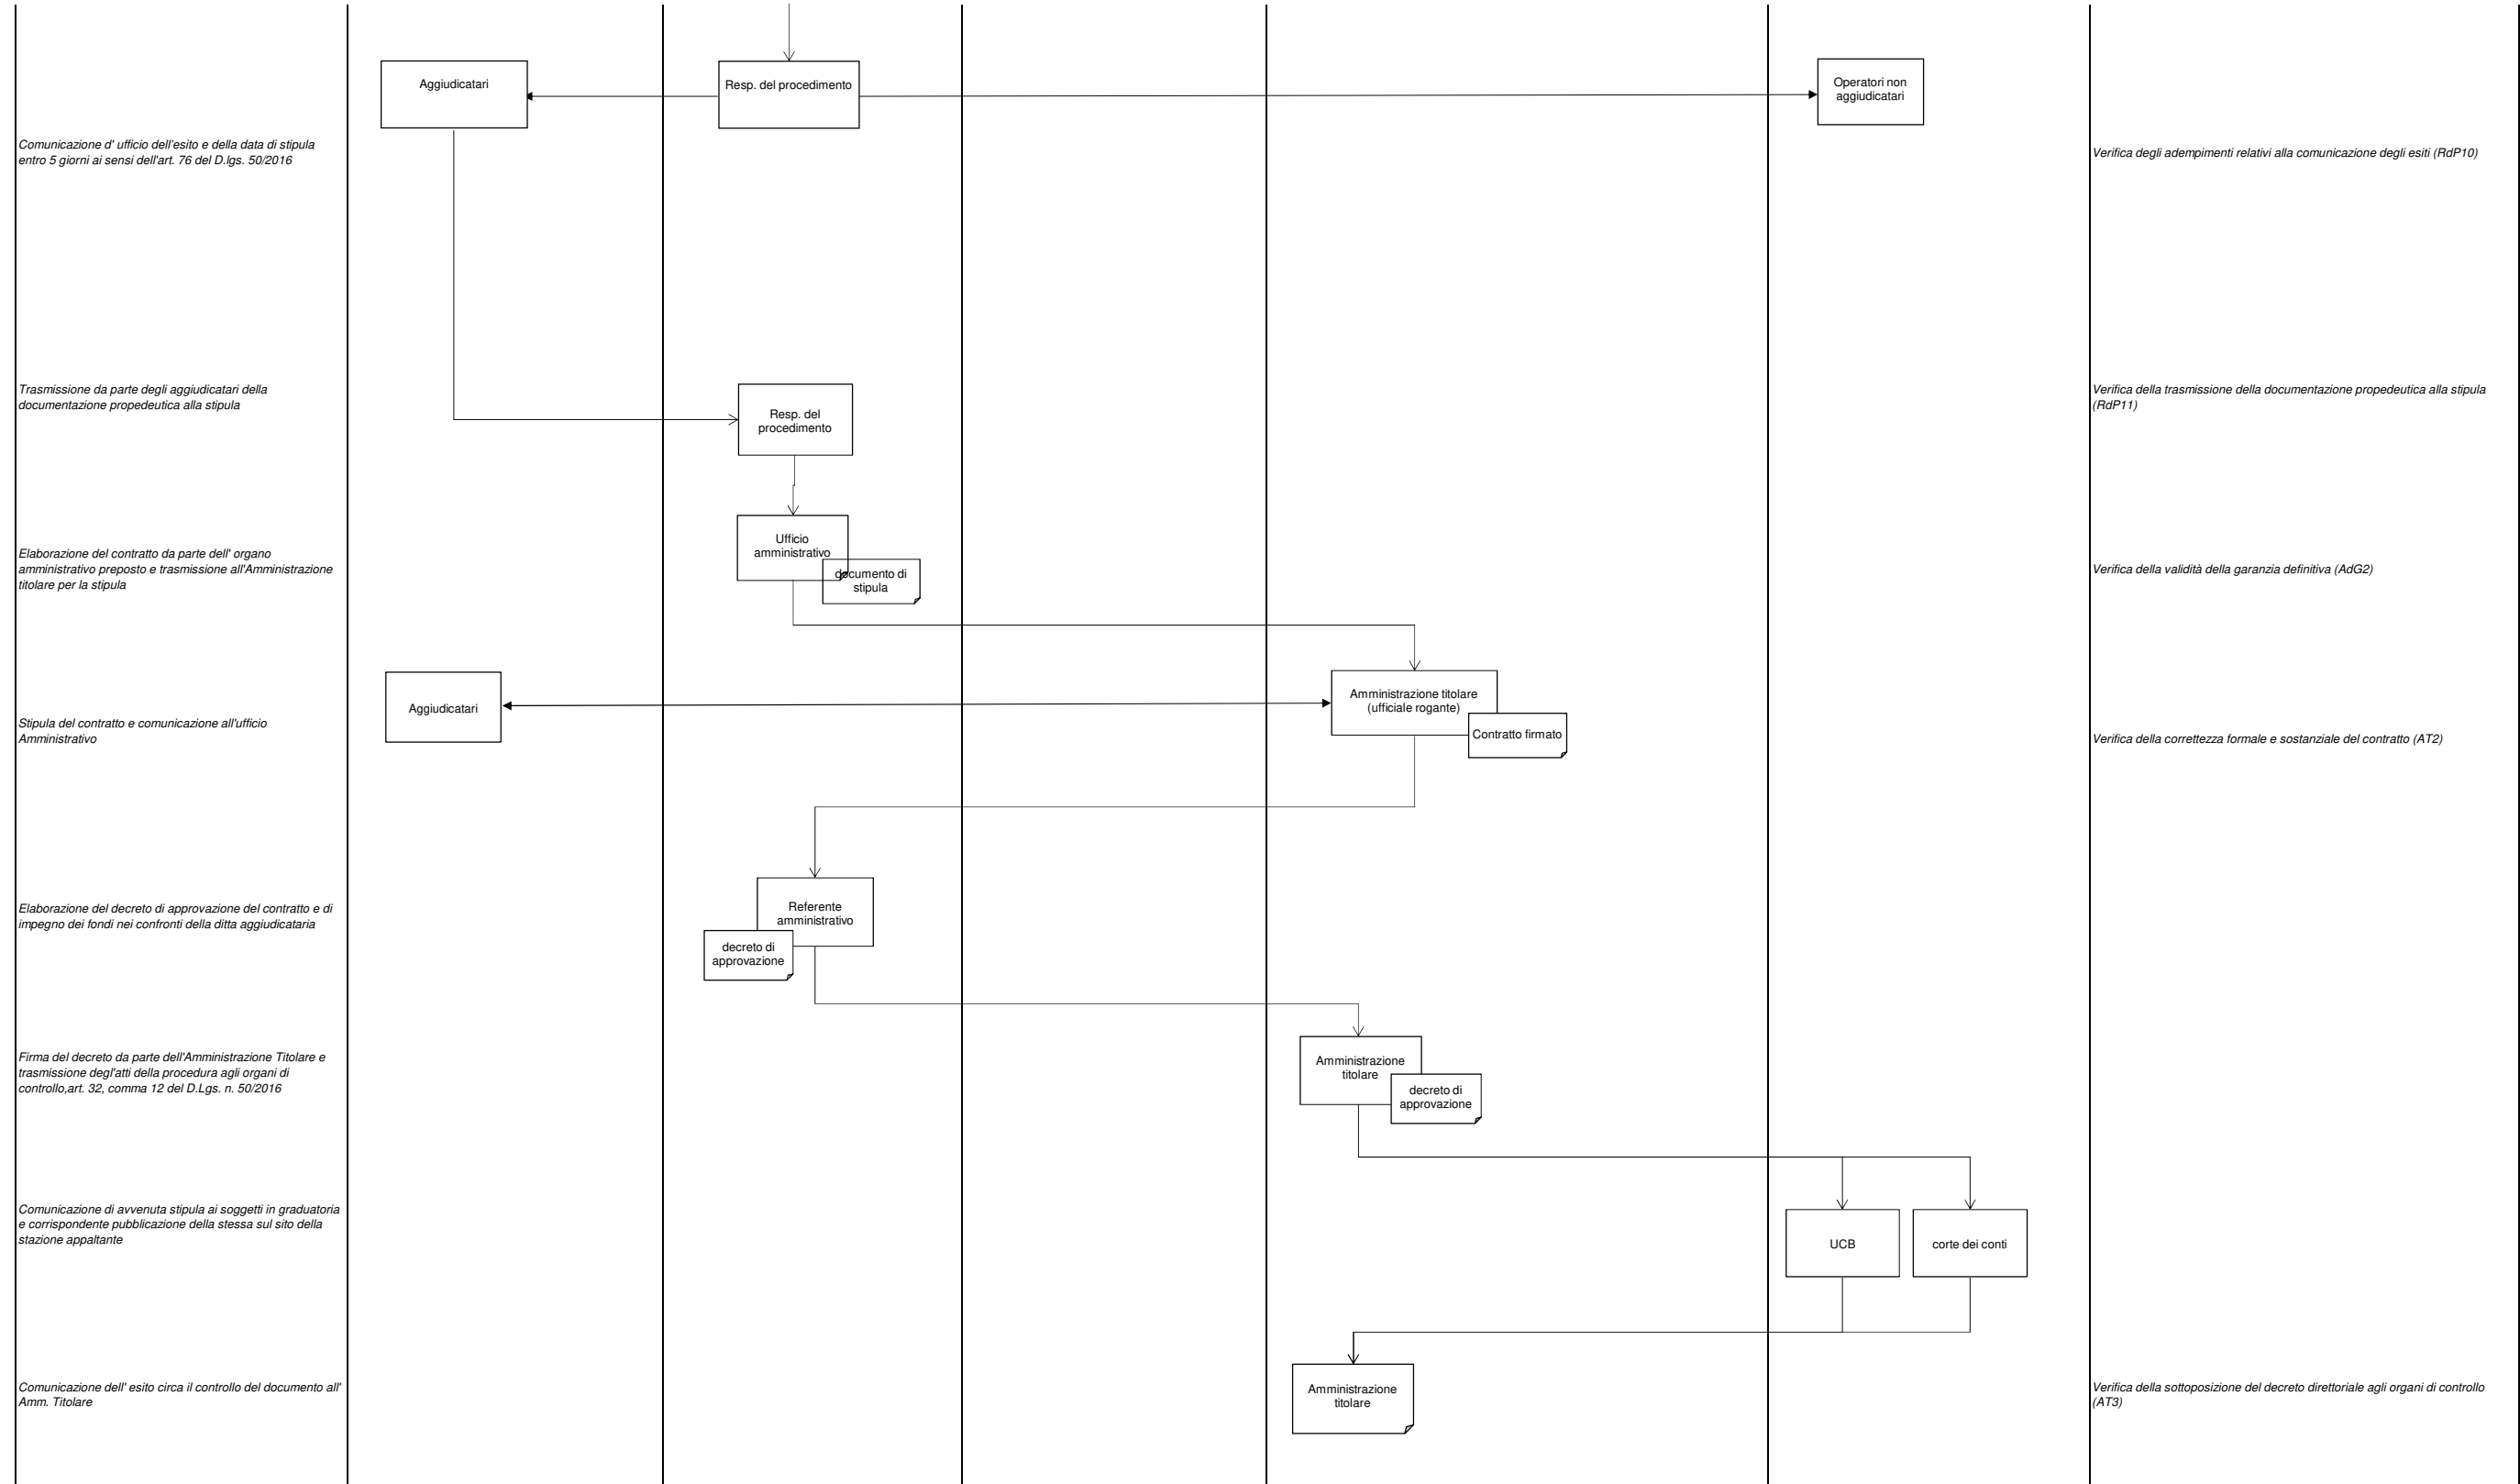 Aggiudicatari
Resp. del procedimento
Operatori non
aggiudicatari
Comunicazione d' ufficio dell'esito e della data di stipula
entro 5 giorni ai sensi dell'art. 76 del D.lgs. 50/2016
Verifica degli adempimenti relativi alla comunicazione degli esiti (RdP10)
Trasmissione da parte degli aggiudicatari della
documentazione propedeutica alla stipula
Resp. del
procedimento
Verifica della trasmissione della documentazione propedeutica alla stipula
(RdP11)
Elaborazione del contratto da parte dell' organo
amministrativo preposto e trasmissione all'Amministrazione
titolare per la stipula
Ufficio
amministrativo
documento di
stipula
Verifica della validità della garanzia definitiva (AdG2)
Stipula del contratto e comunicazione all'ufficio
Amministrativo
Aggiudicatari
Amministrazione titolare
(ufficiale rogante)
Contratto firmato
Verifica della correttezza formale e sostanziale del contratto (AT2)
Elaborazione del decreto di approvazione del contratto e di
impegno dei fondi nei confronti della ditta aggiudicataria
Referente
amministrativo
decreto di
approvazione
Firma del decreto da parte dell'Amministrazione Titolare e
trasmissione degl'atti della procedura agli organi di
controllo,art. 32, comma 12 del D.Lgs. n. 50/2016
Amministrazione
titolare
decreto di
approvazione
Comunicazione di avvenuta stipula ai soggetti in graduatoria
e corrispondente pubblicazione della stessa sul sito della
stazione appaltante
UCB
corte dei conti
Comunicazione dell' esito circa il controllo del documento all'
Amm. Titolare
Amministrazione
titolare
Verifica della sottoposizione del decreto direttoriale agli organi di controllo
(AT3)